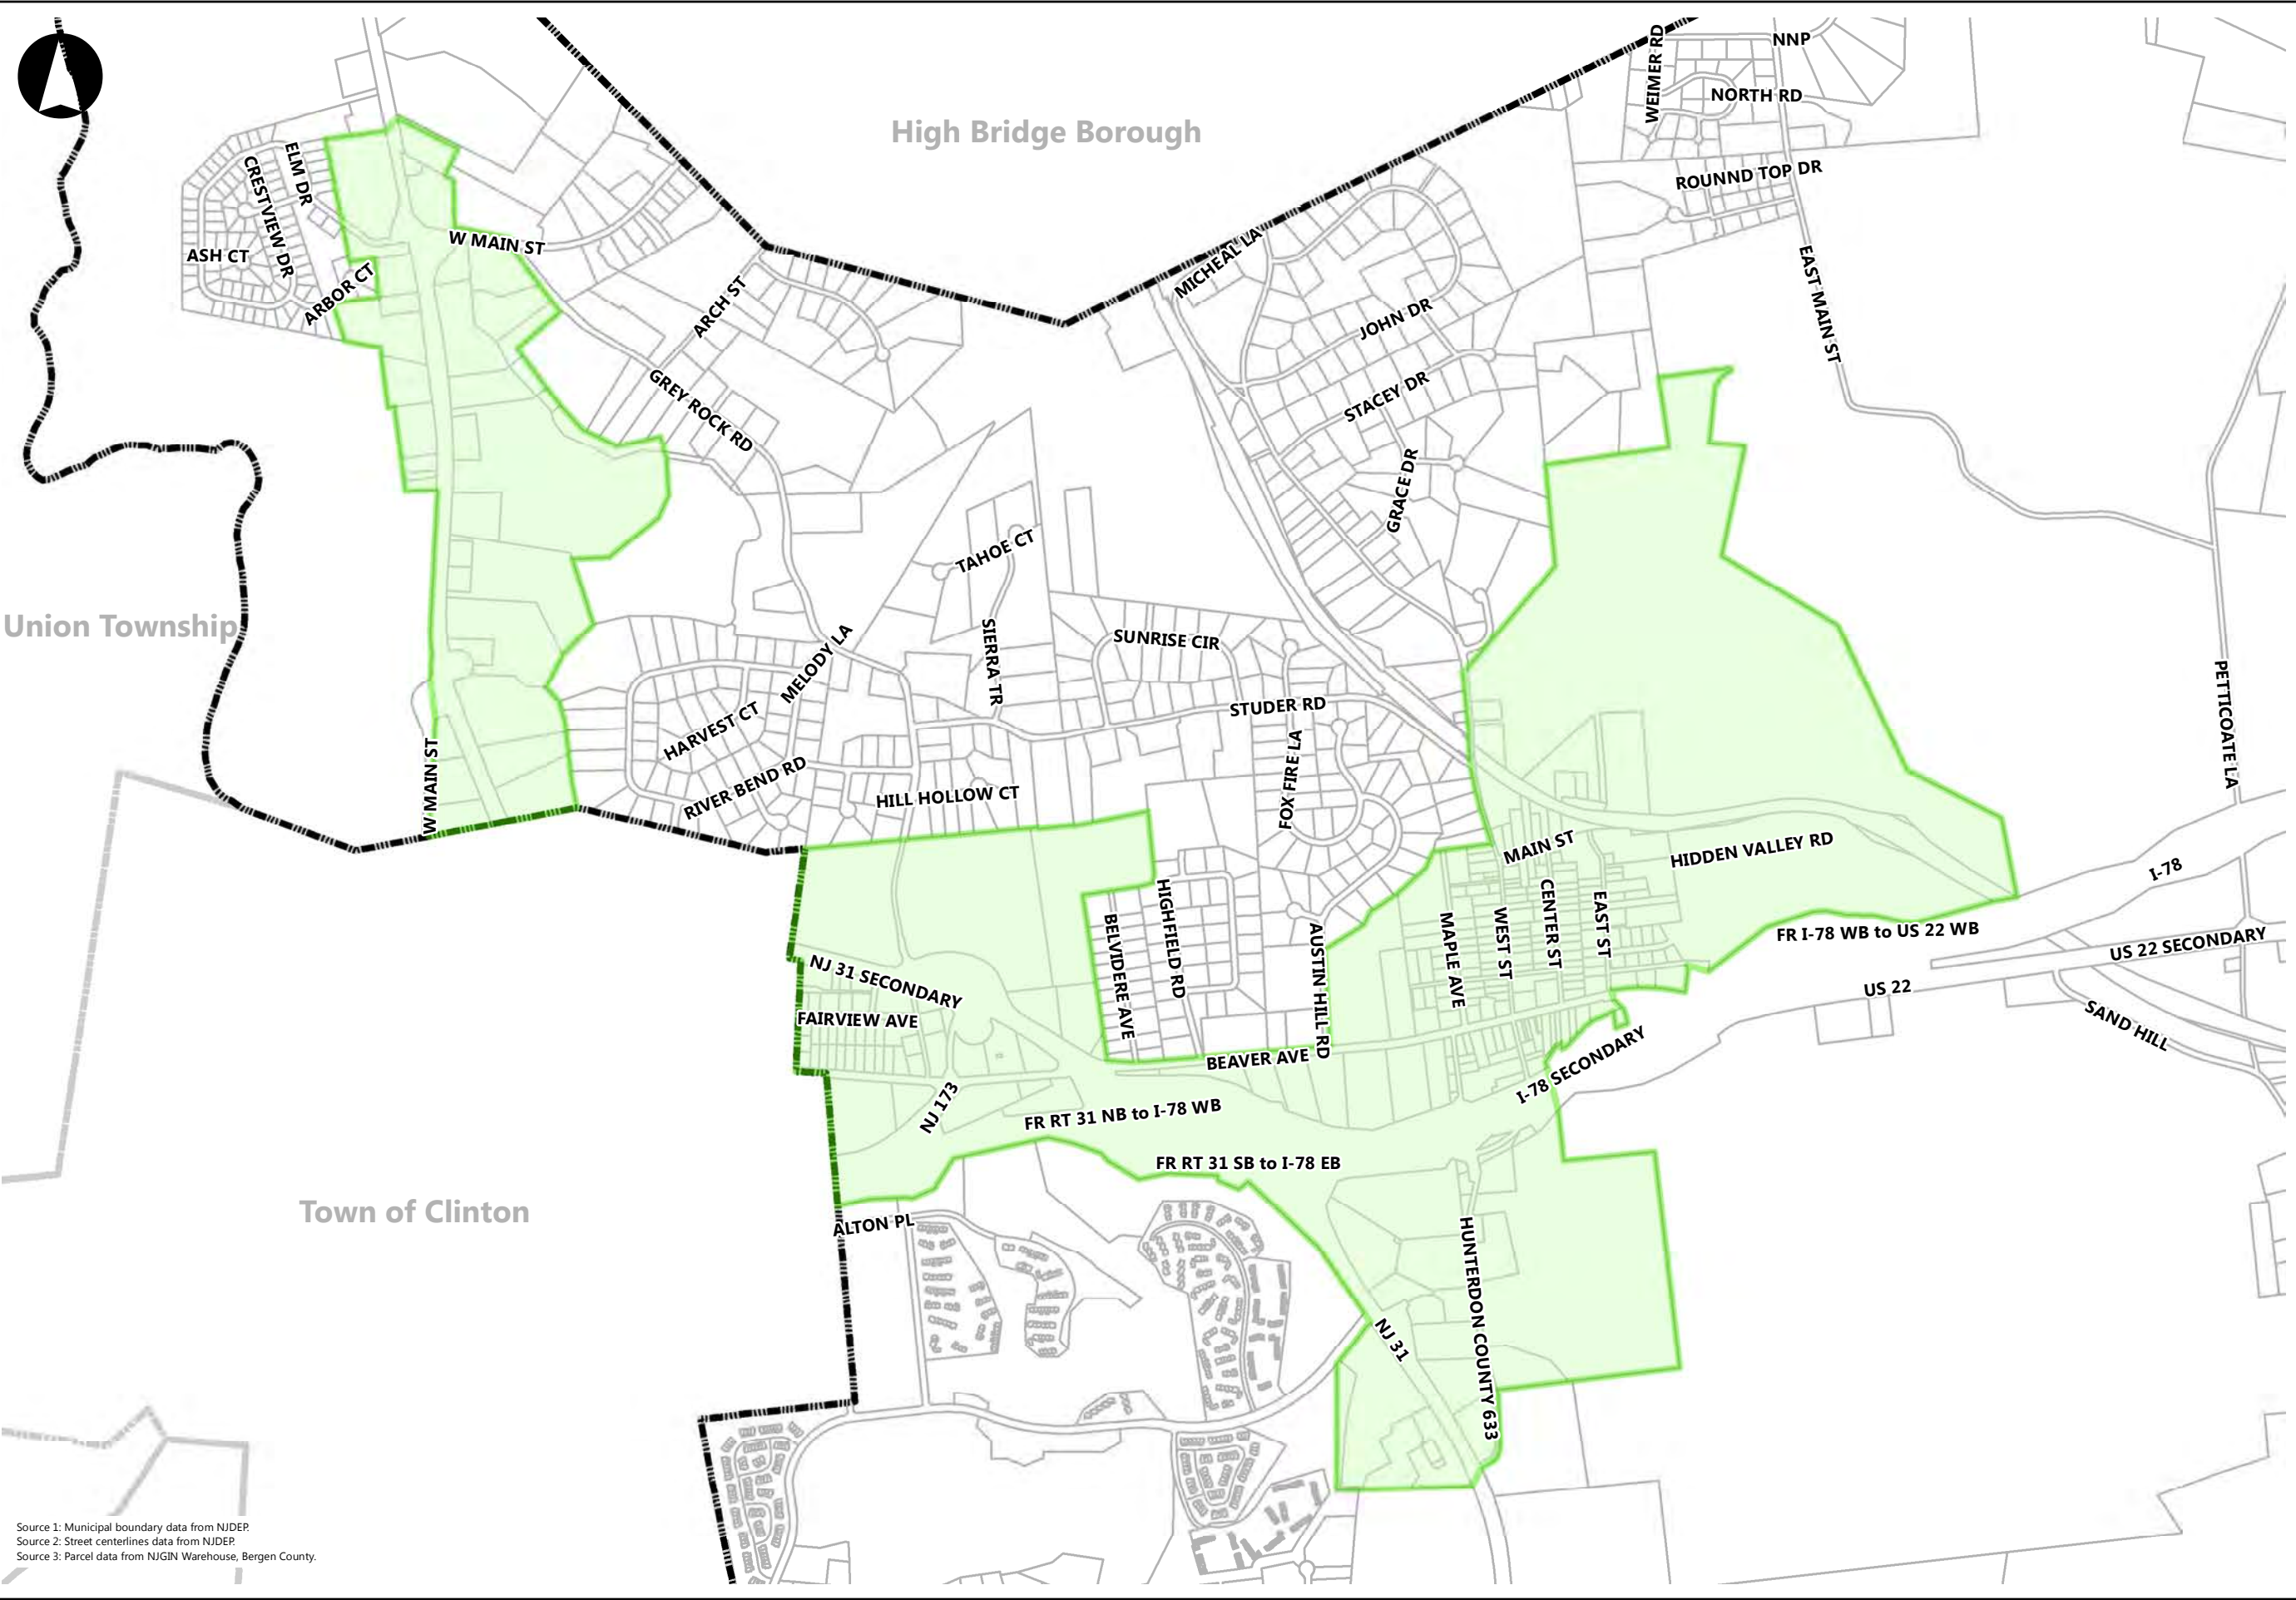 NNP
WEIMER RD
NORTH RD
High Bridge Borough
ROUNND TOP DR
ELM DR
CRESTVIEW DR
ASH CT
ARBOR CT
W MAIN ST
MICHEAL LA
EAST MAIN ST
ARCH ST
JOHN DR
GREY ROCK RD
STACEY DR
GRACE DR
TAHOE CT
Union Township
SIERRA TR
SUNRISE CIR
MELODY LA
PETTICOATE LA
HARVEST CT
STUDER RD
FOX FIRE LA
W MAIN ST
RIVER BEND RD
HILL HOLLOW CT
MAIN ST
HIDDEN VALLEY RD
I-78
HIGHFIELD RD
BELVIDERE AVE
AUSTIN HILL RD
MAPLE AVE
WEST ST
CENTER ST
EAST ST
FR I-78 WB to US 22 WB
US 22 SECONDARY
NJ 31 SECONDARY
US 22
FAIRVIEW AVE
SAND HILL
BEAVER AVE
I-78 SECONDARY
NJ 173
FR RT 31 NB to I-78 WB
FR RT 31 SB to I-78 EB
Town of Clinton
ALTON PL
HUNTERDON COUNTY 633
NJ 31
Source 1: Municipal boundary data from NJDEP.
Source 2: Street centerlines data from NJDEP.
Source 3: Parcel data from NJGIN Warehouse, Bergen County.